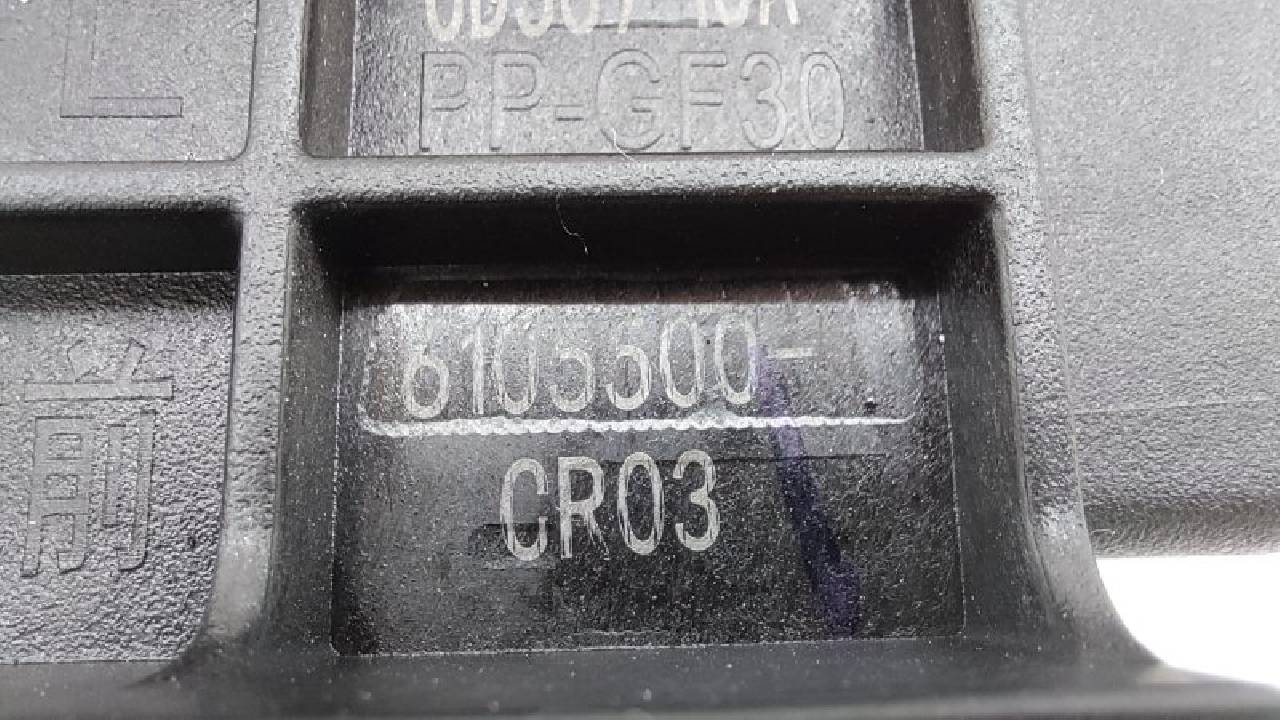 L
PP-GF30
6105500-
前
CR03